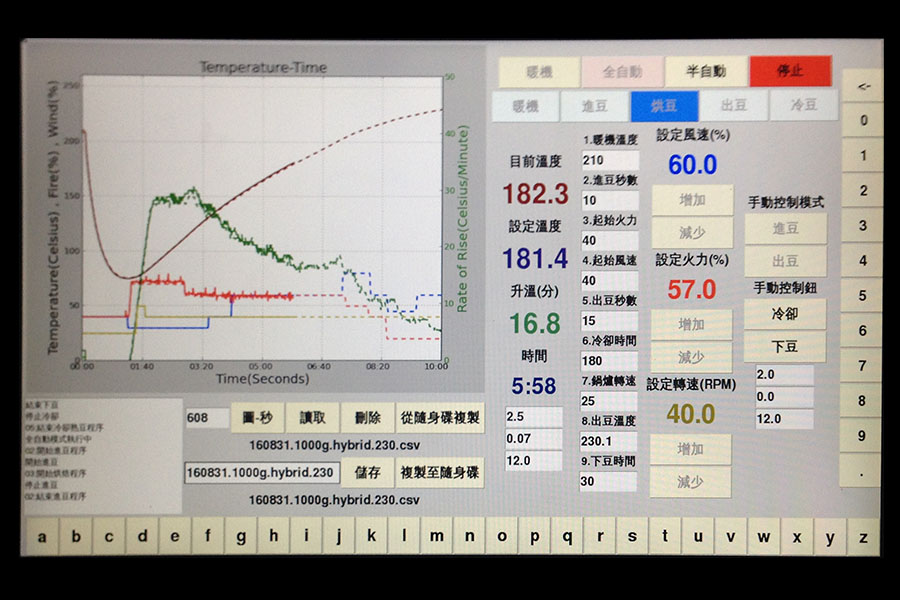 Temperature-Time
Temperature(Celsius) , Fire(%) , Wind(%)
250
200
150
100
50
0
50
40
30
20
10
0
Rate of Rise(Celsius/Minute)
00:00 01:40 03:20 05:00 06:40 08:20 10:00
Time(Seconds)
暖機 全自動 半自動 停止
暖機 進豆 烘豆 出豆 冷豆
目前溫度
182.3
設定溫度
181.4
升溫(分)
16.8
時間
5:58
2.5
0.07
12.0
1.暖機溫度
210
2.進豆秒數
10
3.起始火力
40
4.起始風速
40
5.出豆秒數
15
6.冷卻時間
180
7.鍋爐轉速
25
8.出豆溫度
230.1
9.下豆時間
30
設定風速(%)
60.0
增加
減少
設定火力(%)
57.0
增加
減少
設定轉速(RPM)
40.0
增加
減少
手動控制模式
進豆
出豆
手動控制鈕
冷卻
下豆
2.0
0.0
12.0
<-
0
1
2
3
4
5
6
7
8
9
.
結束下豆
停止冷卻
05:結束冷卻熟豆程序
全自動模式執行中
02:開始進豆程序
開始進豆
03:開始烘焙程序
停止進豆
02:結束進豆程序
608 圖-秒 讀取 刪除 從隨身碟複製
160831.1000g.hybrid.230.csv
160831.1000g.hybrid.230 儲存 複製至隨身碟
160831.1000g.hybrid.230.csv
a b c d e f g h i j k l m n o p q r s t u v w x y z